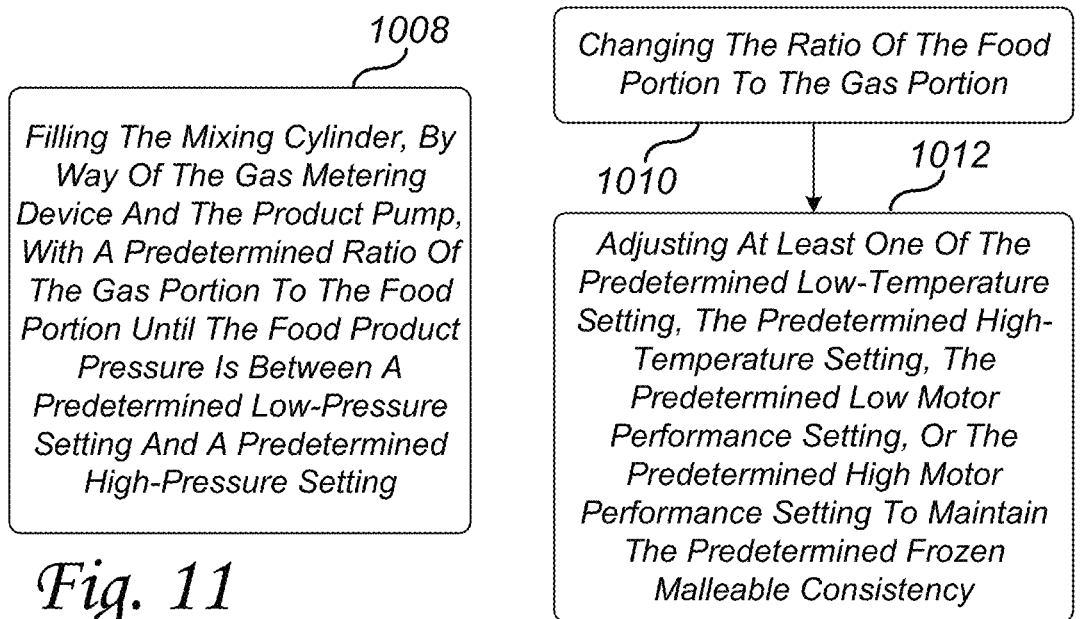 1008
Filling The Mixing Cylinder, By
Way Of The Gas Metering
Device And The Product Pump,
With A Predetermined Ratio Of
The Gas Portion To The Food
Portion Until The Food Product
Pressure Is Between A
Predetermined Low-Pressure
Setting And A Predetermined
High-Pressure Setting
Fig. 11
Changing The Ratio Of The Food
Portion To The Gas Portion
1010
1012
Adjusting At Least One Of The
Predetermined Low-Temperature
Setting, The Predetermined High-
Temperature Setting, The
Predetermined Low Motor
Performance Setting, Or The
Predetermined High Motor
Performance Setting To Maintain
The Predetermined Frozen
Malleable Consistency